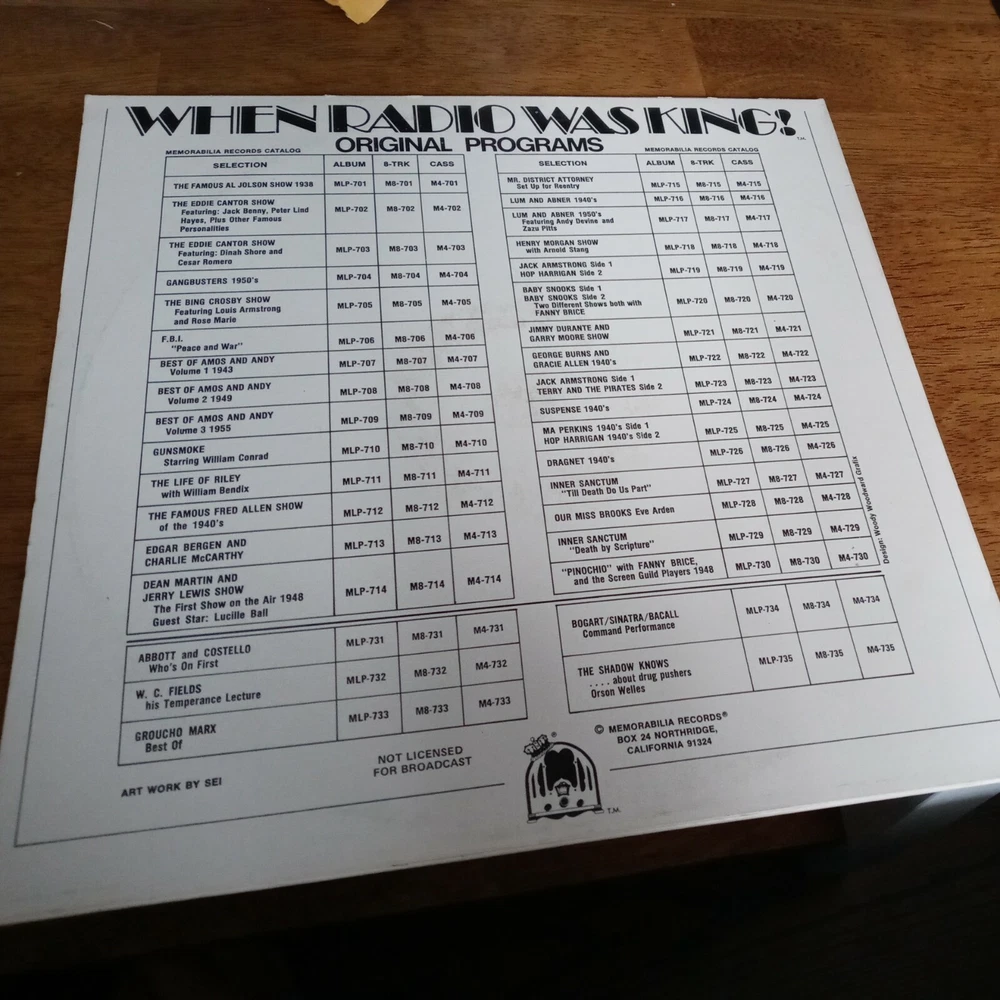 WHEN RADIO WAS KING!
T.M.
ORIGINAL PROGRAMS
MEMORABILIA RECORDS CATALOG
SELECTION ALBUM 8-TRK CASS
THE FAMOUS AL JOLSON SHOW 1938 MLP-701 M8-701 M4-701
THE EDDIE CANTOR SHOW MLP-702 M8-702 M4-702
Featuring: Jack Benny, Peter Lind
Hayes, Plus Other Famous
Personalities
THE EDDIE CANTOR SHOW MLP-703 M8-703 M4-703
Featuring: Dinah Shore and
Cesar Romero
GANGBUSTERS 1950's MLP-704 M8-704 M4-704
THE BING CROSBY SHOW MLP-705 M8-705 M4-705
Featuring Louis Armstrong
and Rose Marie
F.B.I. MLP-706 M8-706 M4-706
"Peace and War"
BEST OF AMOS AND ANDY MLP-707 M8-707 M4-707
Volume 1 1943
BEST OF AMOS AND ANDY MLP-708 M8-708 M4-708
Volume 2 1949
BEST OF AMOS AND ANDY MLP-709 M8-709 M4-709
Volume 3 1955
GUNSMOKE MLP-710 M8-710 M4-710
Starring William Conrad
THE LIFE OF RILEY MLP-711 M8-711 M4-711
with William Bendix
THE FAMOUS FRED ALLEN SHOW MLP-712 M8-712 M4-712
of the 1940's
EDGAR BERGEN AND MLP-713 M8-713 M4-713
CHARLIE McCARTHY
DEAN MARTIN AND MLP-714 M8-714 M4-714
JERRY LEWIS SHOW
The First Show on the Air 1948
Guest Star: Lucille Ball
ABBOTT and COSTELLO MLP-731 M8-731 M4-731
Who's On First
W. C. FIELDS MLP-732 M8-732 M4-732
his Temperance Lecture
GROUCHO MARX MLP-733 M8-733 M4-733
Best Of
MEMORABILIA RECORDS CATALOG
SELECTION ALBUM 8-TRK CASS
MR. DISTRICT ATTORNEY MLP-715 M8-715 M4-715
Set Up for Reentry
LUM AND ABNER 1940's MLP-716 M8-716 M4-716
LUM AND ABNER 1950's MLP-717 M8-717 M4-717
Featuring Andy Devine and
Zazu Pitts
HENRY MORGAN SHOW MLP-718 M8-718 M4-718
with Arnold Stang
JACK ARMSTRONG Side 1 MLP-719 M8-719 M4-719
HOP HARRIGAN Side 2
BABY SNOOKS Side 1 MLP-720 M8-720 M4-720
BABY SNOOKS Side 2
Two Different Shows both with
FANNY BRICE
JIMMY DURANTE AND MLP-721 M8-721 M4-721
GARRY MOORE SHOW
GEORGE BURNS AND MLP-722 M8-722 M4-722
GRACIE ALLEN 1940's
JACK ARMSTRONG Side 1 MLP-723 M8-723 M4-723
TERRY AND THE PIRATES Side 2
SUSPENSE 1940's MLP-724 M8-724 M4-724
MA PERKINS 1940's Side 1 MLP-725 M8-725 M4-725
HOP HARRIGAN 1940's Side 2
DRAGNET 1940's MLP-726 M8-726 M4-726
INNER SANCTUM MLP-727 M8-727 M4-727
"Till Death Do Us Part"
OUR MISS BROOKS Eve Arden MLP-728 M8-728 M4-728
INNER SANCTUM MLP-729 M8-729 M4-729
"Death by Scripture"
"PINOCHIO" with FANNY BRICE, MLP-730 M8-730 M4-730
and the Screen Guild Players 1948
BOGART/SINATRA/BACALL MLP-734 M8-734 M4-734
Command Performance
THE SHADOW KNOWS MLP-735 M8-735 M4-735
. . . . about drug pushers
Orson Welles
Design: Woody Woodward Grafix
ART WORK BY SEI
NOT LICENSED
FOR BROADCAST
T.M.
© MEMORABILIA RECORDS®
BOX 24 NORTHRIDGE,
CALIFORNIA 91324